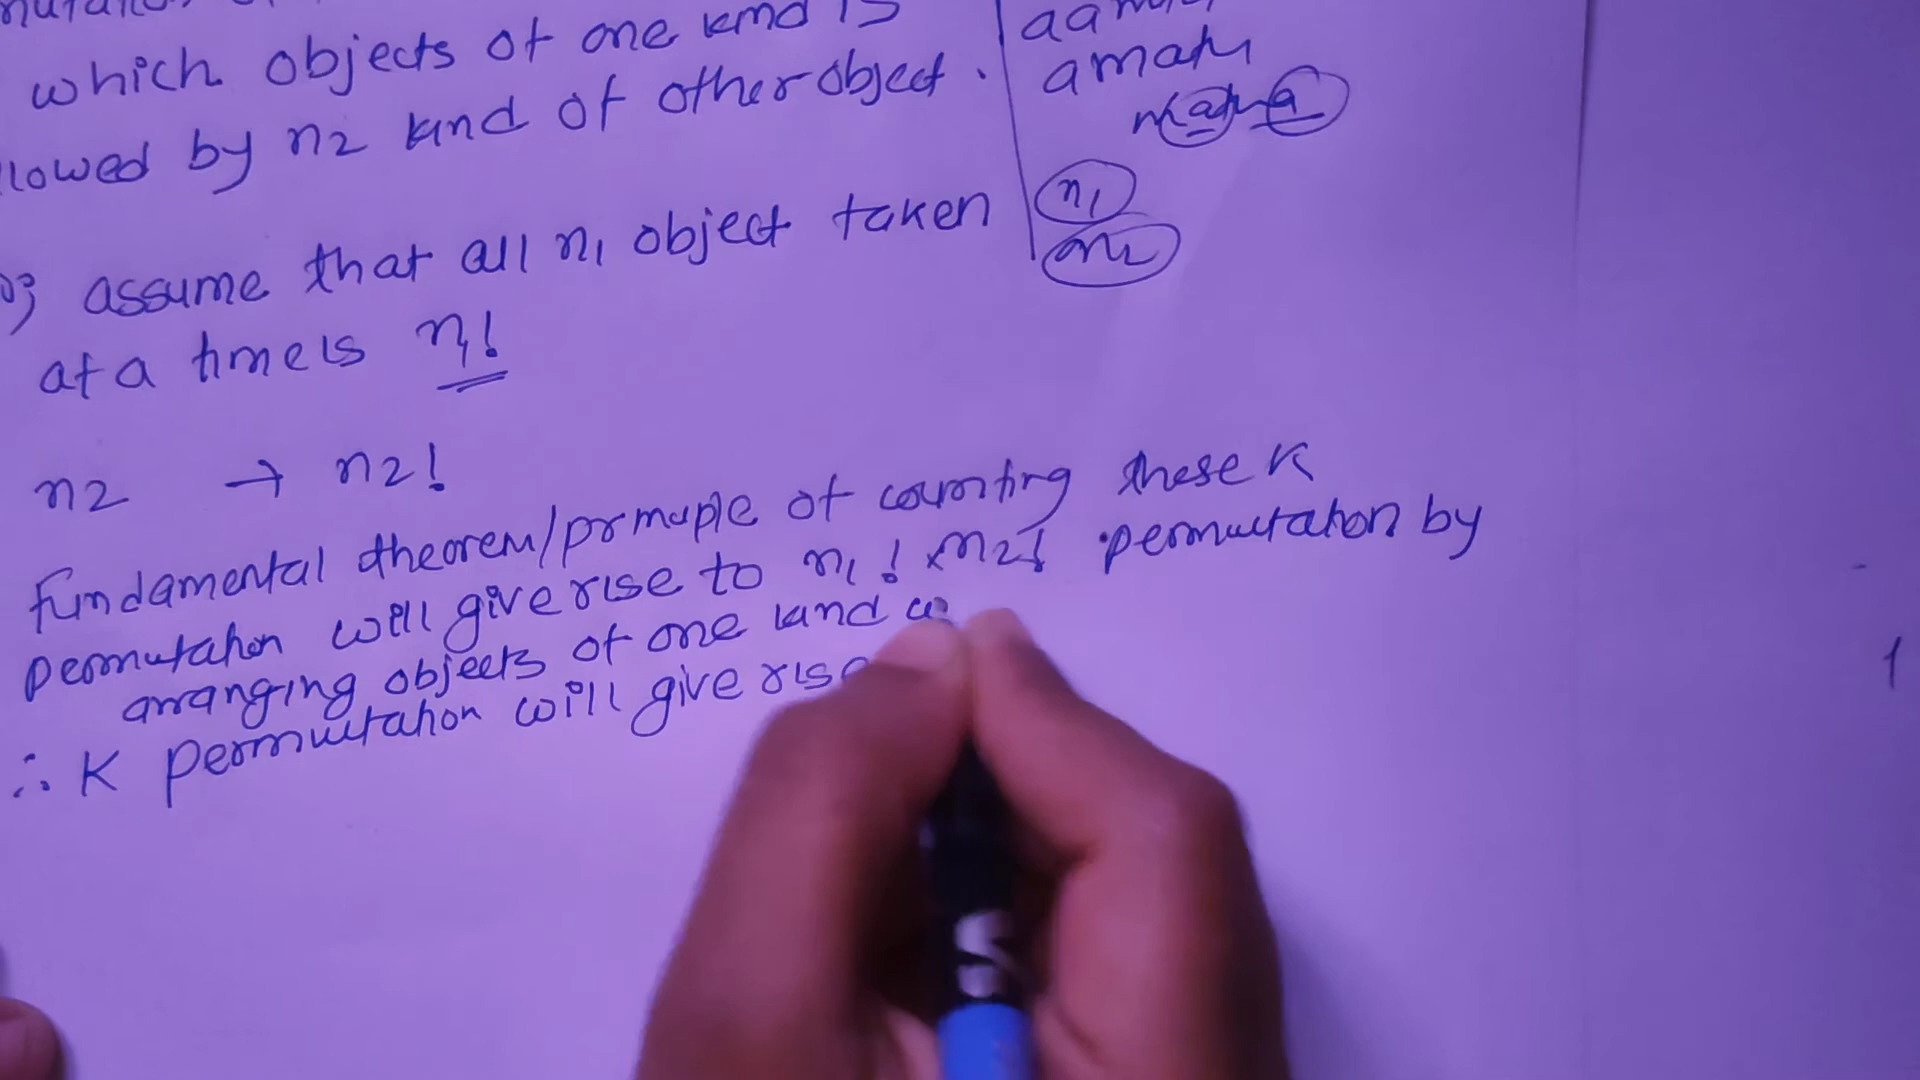 which objects of one kind is
llowed by n2 kind of other object.
assume that all n1 object taken
at a time is n1!
n2 → n2!
fundamental theorem/principle of counting these K
permutation will give rise to n1! × n2! permutation by
arranging objects of one kind
∴ K permutation will give rise
amath
n1
n2
1